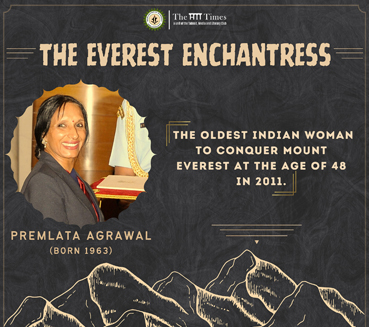 The माँ Times
THE EVEREST ENCHANTRESS
THE OLDEST INDIAN WOMAN
TO CONQUER MOUNT
EVEREST AT THE AGE OF 48
IN 2011.
PREMLATA AGRAWAL
(BORN 1963)